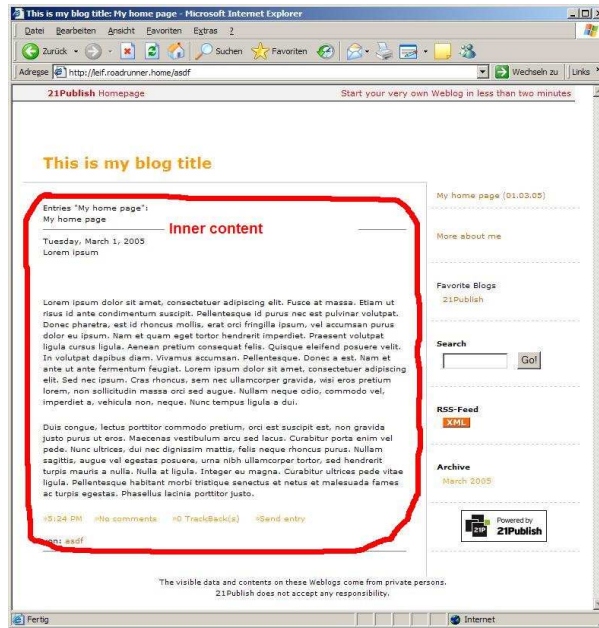 This is my blog title: My home page - Microsoft Internet Explorer
Datei Bearbeiten Ansicht Favoriten Extras ?
Zurück Suchen Favoriten
Adresse http://leif.roadrunner.home/asdf Wechseln zu Links
21Publish Homepage Start your very own Weblog in less than two minutes
This is my blog title
Entries "My home page":
My home page
Inner content
Tuesday, March 1, 2005
Lorem ipsum
Lorem ipsum dolor sit amet, consectetuer adipiscing elit. Fusce at massa. Etiam ut
risus id ante condimentum suscipit. Pellentesque id purus nec est pulvinar volutpat.
Donec pharetra, est id rhoncus mollis, erat orci fringilla ipsum, vel accumsan purus
dolor eu ipsum. Nam et quam eget tortor hendrerit imperdiet. Praesent volutpat
ligula cursus ligula. Aenean pretium consequat felis. Quisque eleifend posuere velit.
In volutpat dapibus diam. Vivamus accumsan. Pellentesque. Donec a est. Nam et
ante ut ante fermentum feugiat. Lorem ipsum dolor sit amet, consectetuer adipiscing
elit. Sed nec ipsum. Cras rhoncus, sem nec ullamcorper gravida, wisi eros pretium
lorem, non sollicitudin massa orci sed augue. Nullam neque odio, commodo vel,
imperdiet a, vehicula non, neque. Nunc tempus ligula a dui.
Duis congue, lectus porttitor commodo pretium, orci est suscipit est, non gravida
justo purus ut eros. Maecenas vestibulum arcu sed lacus. Curabitur porta enim vel
pede. Nunc ultrices, dui nec dignissim mattis, felis neque rhoncus purus. Nullam
sagittis, augue vel egestas posuere, urna nibh ullamcorper tortor, sed hendrerit
turpis mauris a nulla. Nulla at ligula. Integer eu magna. Curabitur ultrices pede vitae
ligula. Pellentesque habitant morbi tristique senectus et netus et malesuada fames
ac turpis egestas. Phasellus lacinia porttitor justo.
»5:24 PM »No comments »0 TrackBack(s) »Send entry
von: asdf
My home page (01.03.05)
More about me
Favorite Blogs
21Publish
Search
Go!
RSS-Feed
XML
Archive
March 2005
21P Powered by
21Publish
The visible data and contents on these Weblogs come from private persons.
21Publish does not accept any responsibility.
Fertig Internet